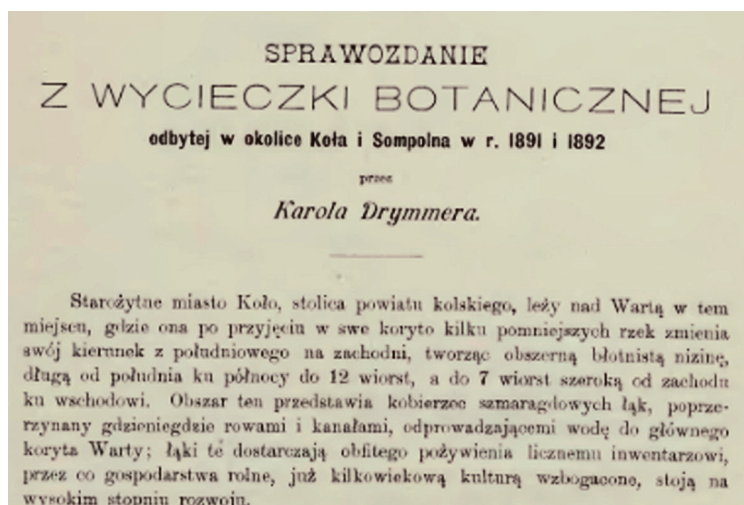 SPRAWOZDANIE
Z WYCIECZKI BOTANICZNEJ
odbytej w okolice Koła i Sompolna w r. 1891 i 1892
przez
Karola Drymmera.
Starożytne miasto Koło, stolica powiatu kolskiego, leży nad Wartą w tem
miejscu, gdzie ona po przyjęciu w swe koryto kilku pomniejszych rzek zmienia
swój kierunek z południowego na zachodni, tworząc obszerną błotnistą nizinę,
długą od południa ku północy do 12 wiorst, a do 7 wiorst szeroką od zachodu
ku wschodowi. Obszar ten przedstawia kobierzec szmaragdowych łąk, poprze-
rzynany gdzieniegdzie rowami i kanałami, odprowadzającemi wodę do głównego
koryta Warty; łąki te dostarczają obfitego pożywienia licznemu inwentarzowi,
przez co gospodarstwa rolne, już kilkowiekową kulturą wzbogacone, stoją na
wysokim stopniu rozwoju.